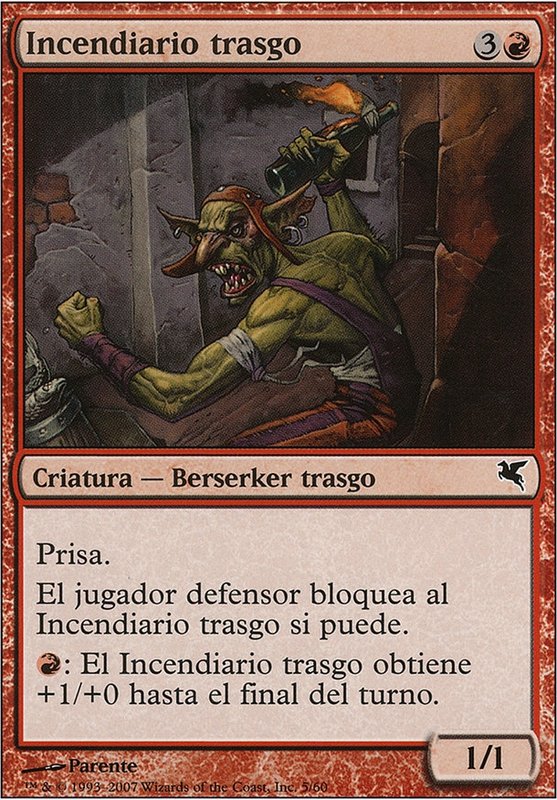 Incendiario trasgo 3
Criatura — Berserker trasgo
Prisa.
El jugador defensor bloquea al
Incendiario trasgo si puede.
: El Incendiario trasgo obtiene
+1/+0 hasta el final del turno.
1/1
Parente
™ & © 1993-2007 Wizards of the Coast, Inc. 5/60